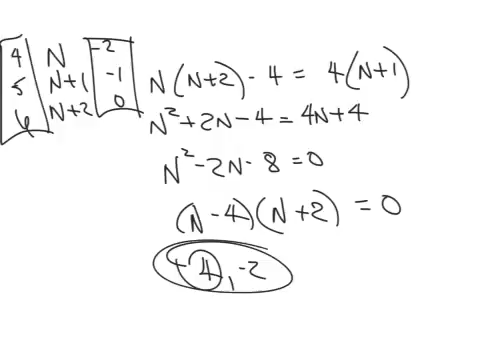 4 N -2
5 N+1 -1
6 N+2 0
N(N+2) - 4 = 4(N+1)
N²+2N-4=4N+4
N²-2N-8=0
(N-4)(N+2) = 0
+4, -2